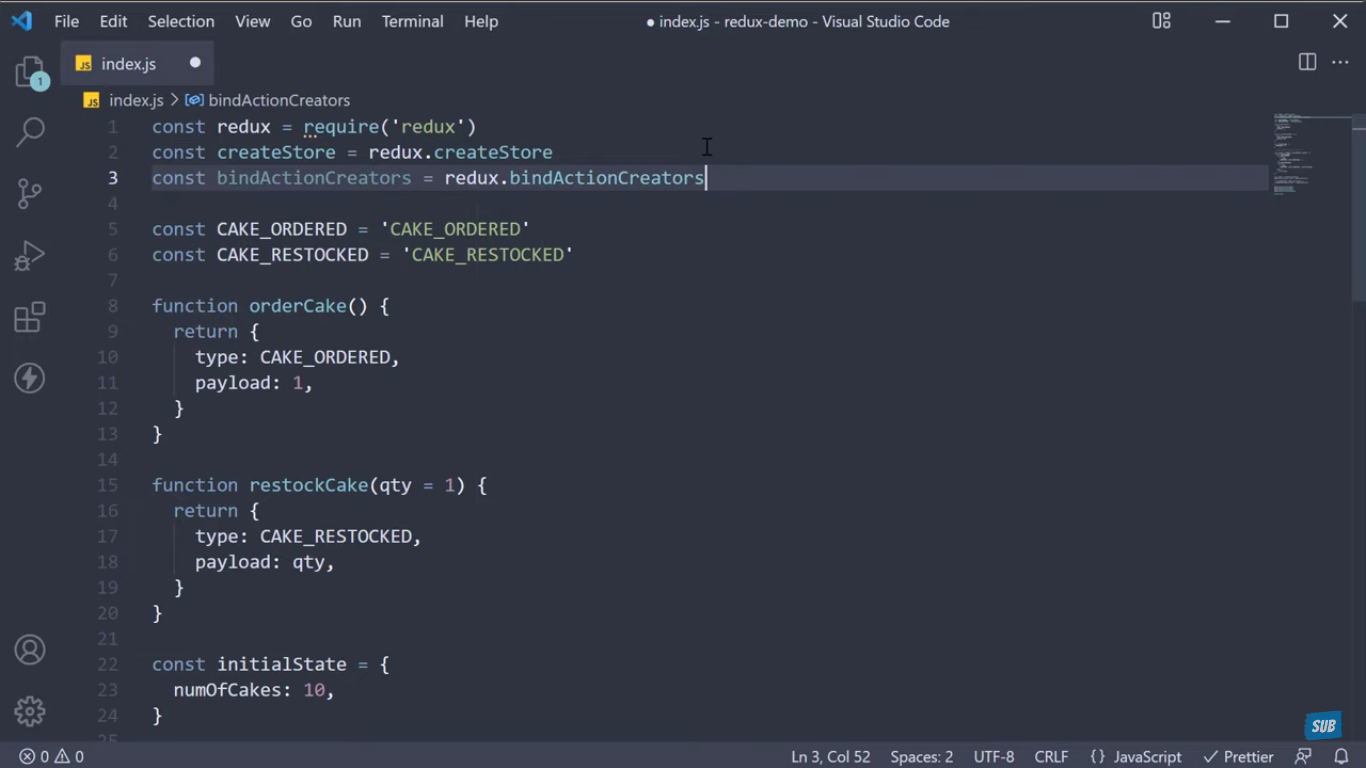 File Edit Selection View Go Run Terminal Help ● index.js - redux-demo - Visual Studio Code
JS index.js
1
JS index.js > bindActionCreators
1 const redux = require('redux')
2 const createStore = redux.createStore
3 const bindActionCreators = redux.bindActionCreators
4
5 const CAKE_ORDERED = 'CAKE_ORDERED'
6 const CAKE_RESTOCKED = 'CAKE_RESTOCKED'
7
8 function orderCake() {
9 return {
10 type: CAKE_ORDERED,
11 payload: 1,
12 }
13 }
14
15 function restockCake(qty = 1) {
16 return {
17 type: CAKE_RESTOCKED,
18 payload: qty,
19 }
20 }
21
22 const initialState = {
23 numOfCakes: 10,
24 }
25
SUB
0 0 Ln 3, Col 52 Spaces: 2 UTF-8 CRLF {} JavaScript ✓ Prettier